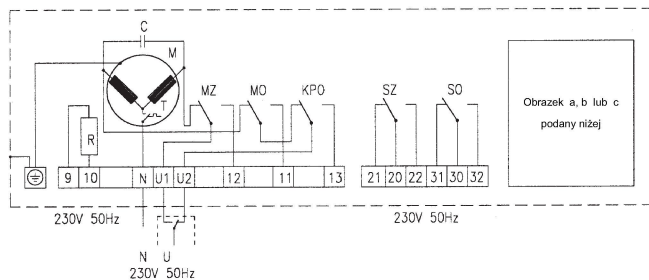 C
M
MZ
MO
KPO
SZ
SO
T
R
Obrazek a, b lub c
podany niżej
9 10 N U1 U2 12 11 13
21 20 22 31 30 32
230V 50Hz
230V 50Hz
N U
230V 50Hz